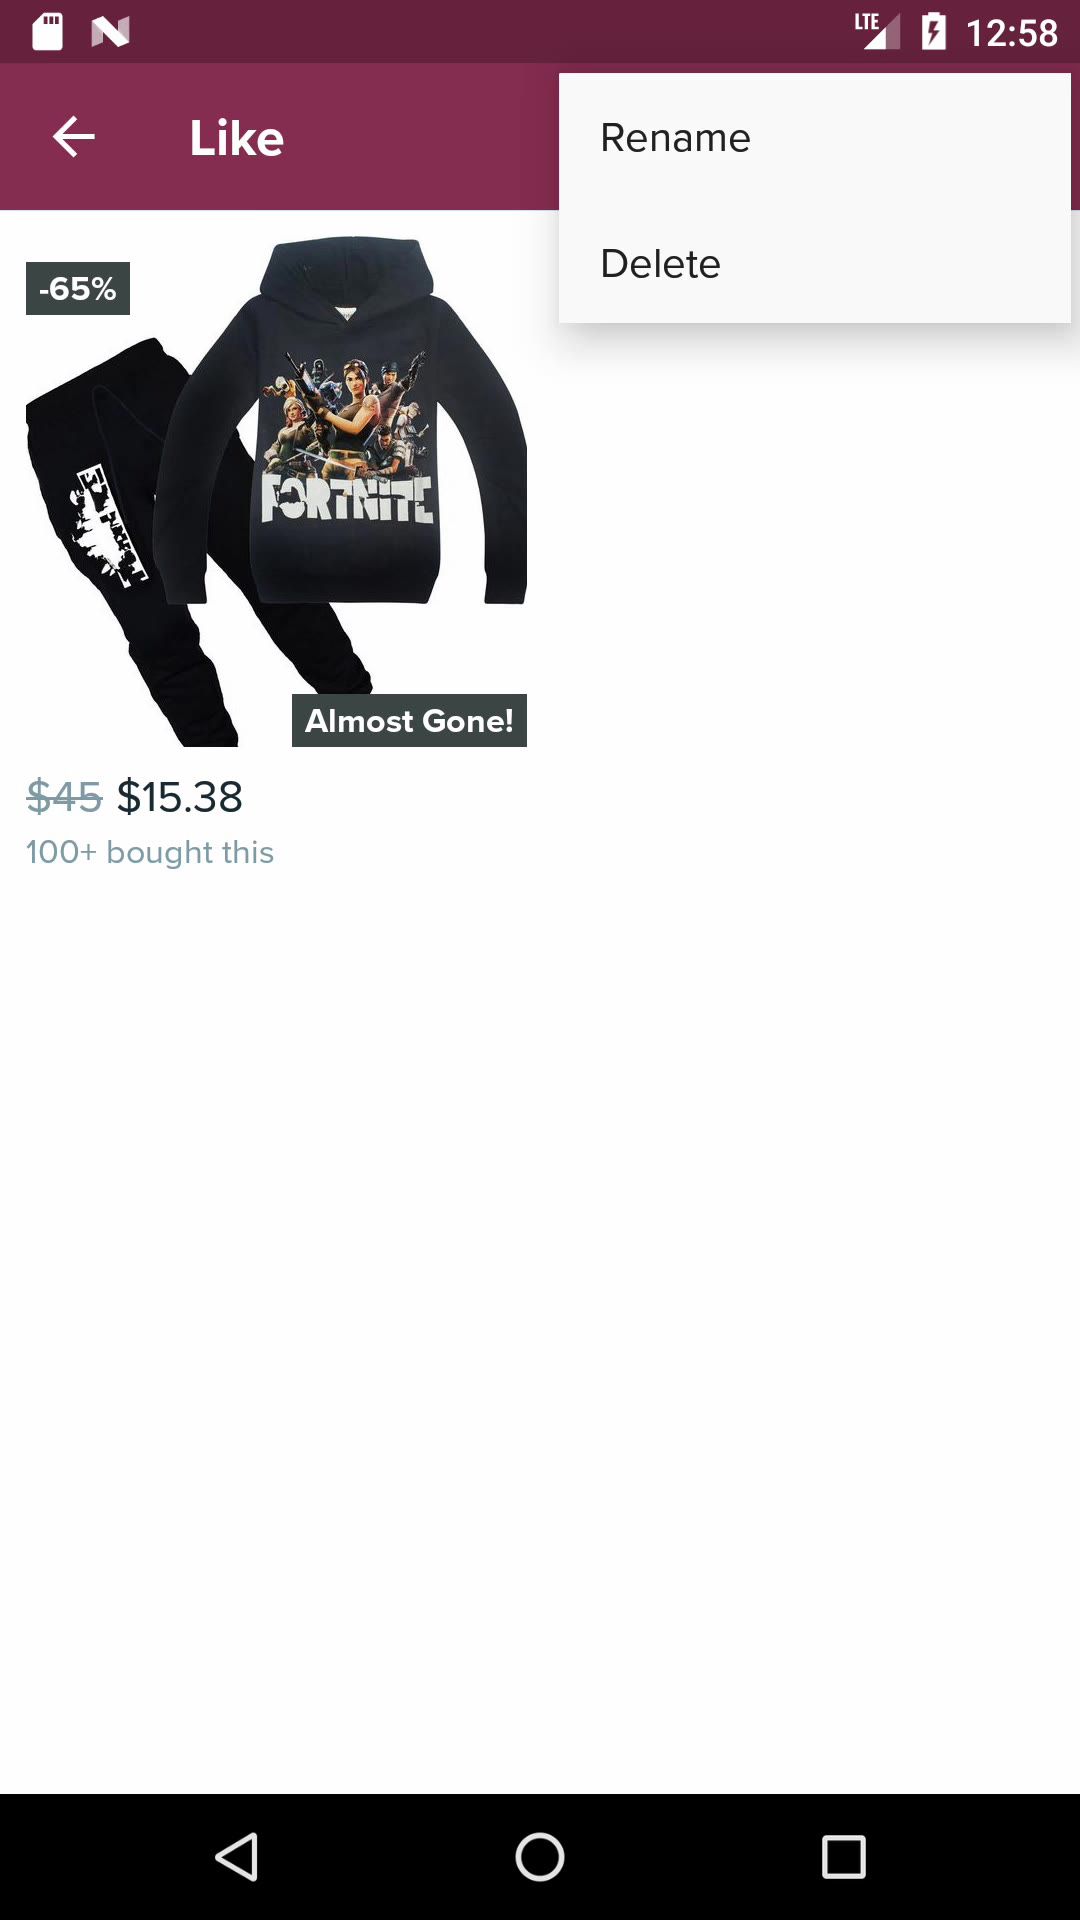 LTE 12:58
Like
Rename
Delete
-65%
FORTNITE
Almost Gone!
$45 $15.38
100+ bought this